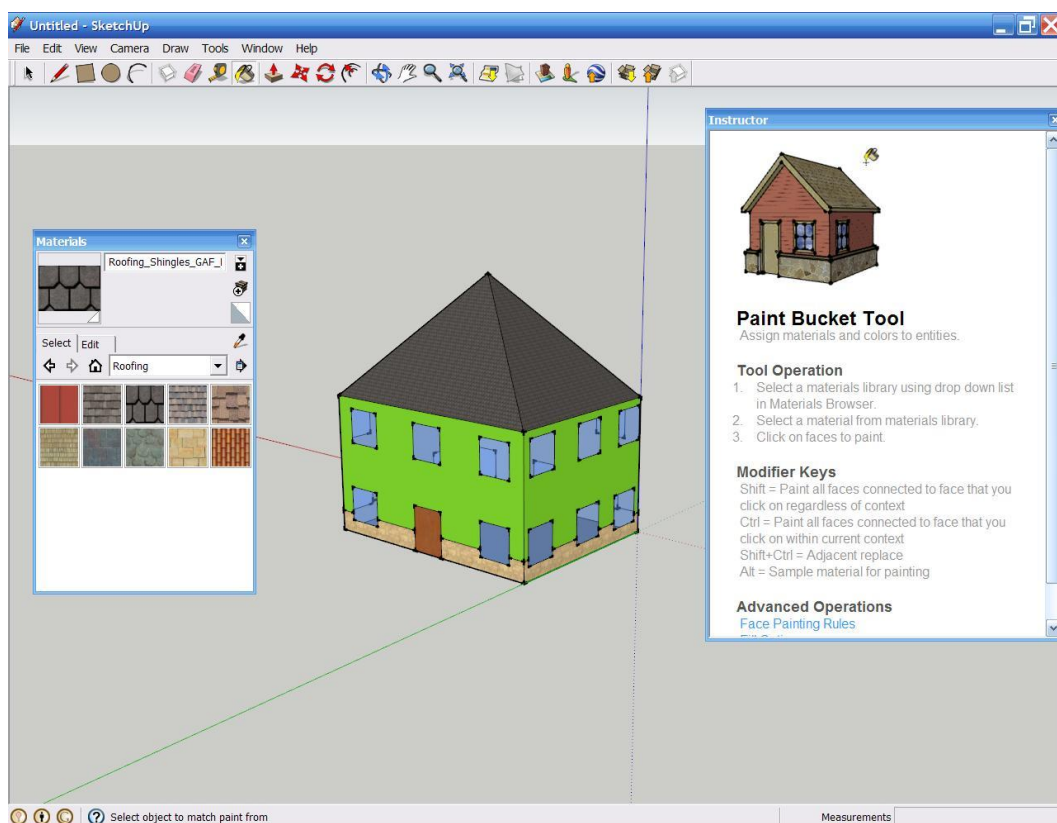 Untitled - SketchUp
File Edit View Camera Draw Tools Window Help
Instructor
Materials
Roofing_Shingles_GAF_
Select Edit
Roofing
Paint Bucket Tool
Assign materials and colors to entities.
Tool Operation
1. Select a materials library using drop down list
in Materials Browser.
2. Select a material from materials library.
3. Click on faces to paint.
Modifier Keys
Shift = Paint all faces connected to face that you
click on regardless of context
Ctrl = Paint all faces connected to face that you
click on within current context
Shift+Ctrl = Adjacent replace
Alt = Sample material for painting
Advanced Operations
Face Painting Rules
Select object to match paint from
Measurements